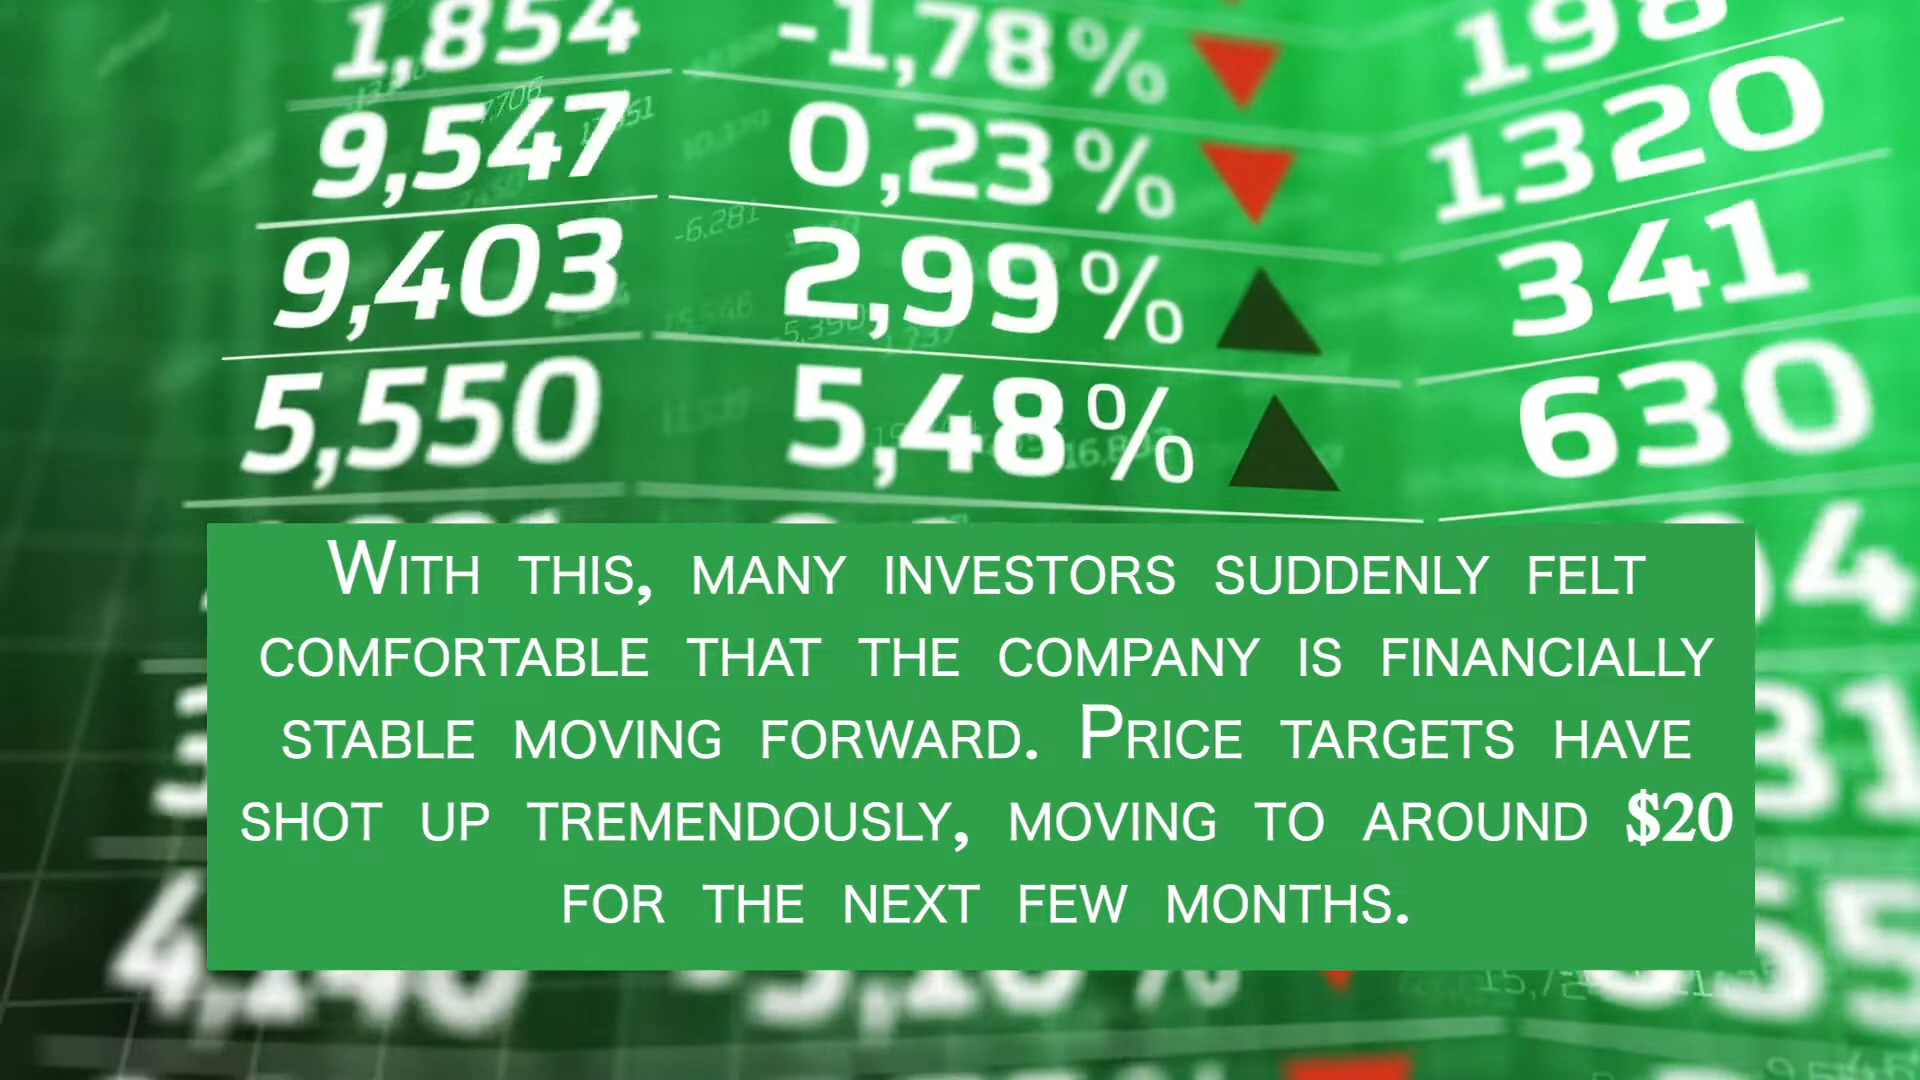 1,854 -1,78% 198
9,547 0,23% 1320
9,403 2,99% 341
5,550 5,48% 630
With this, many investors suddenly felt
comfortable that the company is financially
stable moving forward. Price targets have
shot up tremendously, moving to around $20
for the next few months.